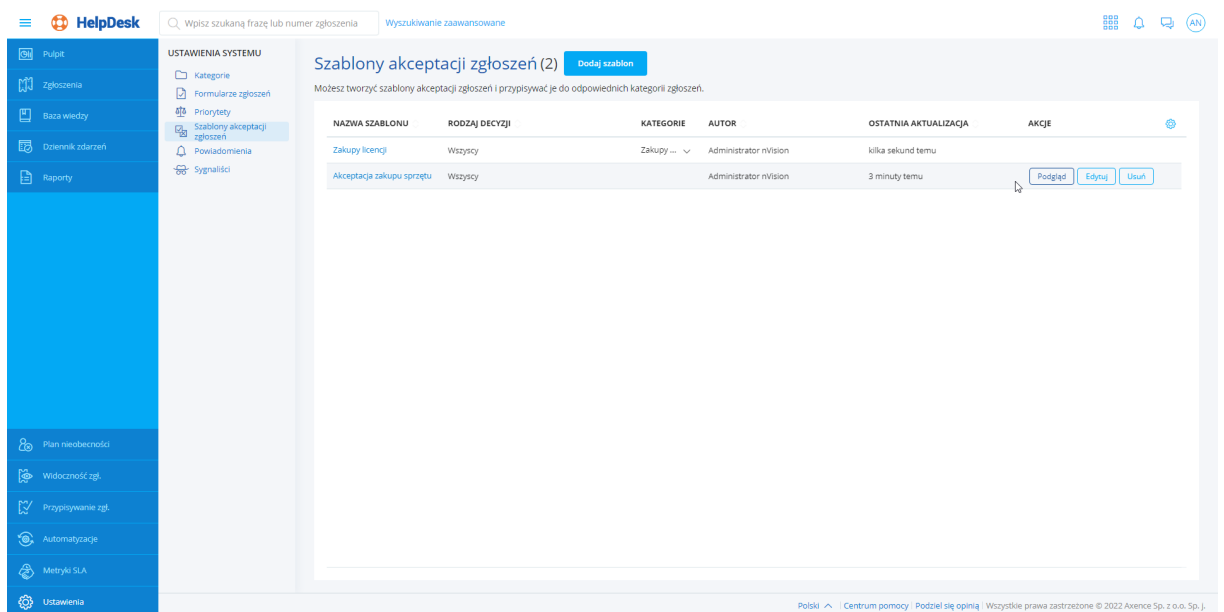 HelpDesk
Wpisz szukaną frazę lub numer zgłoszenia
Wyszukiwanie zaawansowane
AN
Pulpit
Zgłoszenia
Baza wiedzy
Dziennik zdarzeń
Raporty
Plan nieobecności
Widoczność zgł.
Przypisywanie zgł.
Automatyzacje
Metryki SLA
Ustawienia
USTAWIENIA SYSTEMU
Kategorie
Formularze zgłoszeń
Priorytety
Szablony akceptacji
zgłoszeń
Powiadomienia
Sygnaliści
Szablony akceptacji zgłoszeń (2) Dodaj szablon
Możesz tworzyć szablony akceptacji zgłoszeń i przypisywać je do odpowiednich kategorii zgłoszeń.
NAZWA SZABLONU RODZAJ DECYZJI KATEGORIE AUTOR OSTATNIA AKTUALIZACJA AKCJE
Zakupy licencji Wszyscy Zakupy ... Administrator nVision kilka sekund temu
Akceptacja zakupu sprzętu Wszyscy Administrator nVision 3 minuty temu Podgląd Edytuj Usuń
Polski | Centrum pomocy | Podziel się opinią | Wszystkie prawa zastrzeżone © 2022 Axence Sp. z o.o. Sp. j.